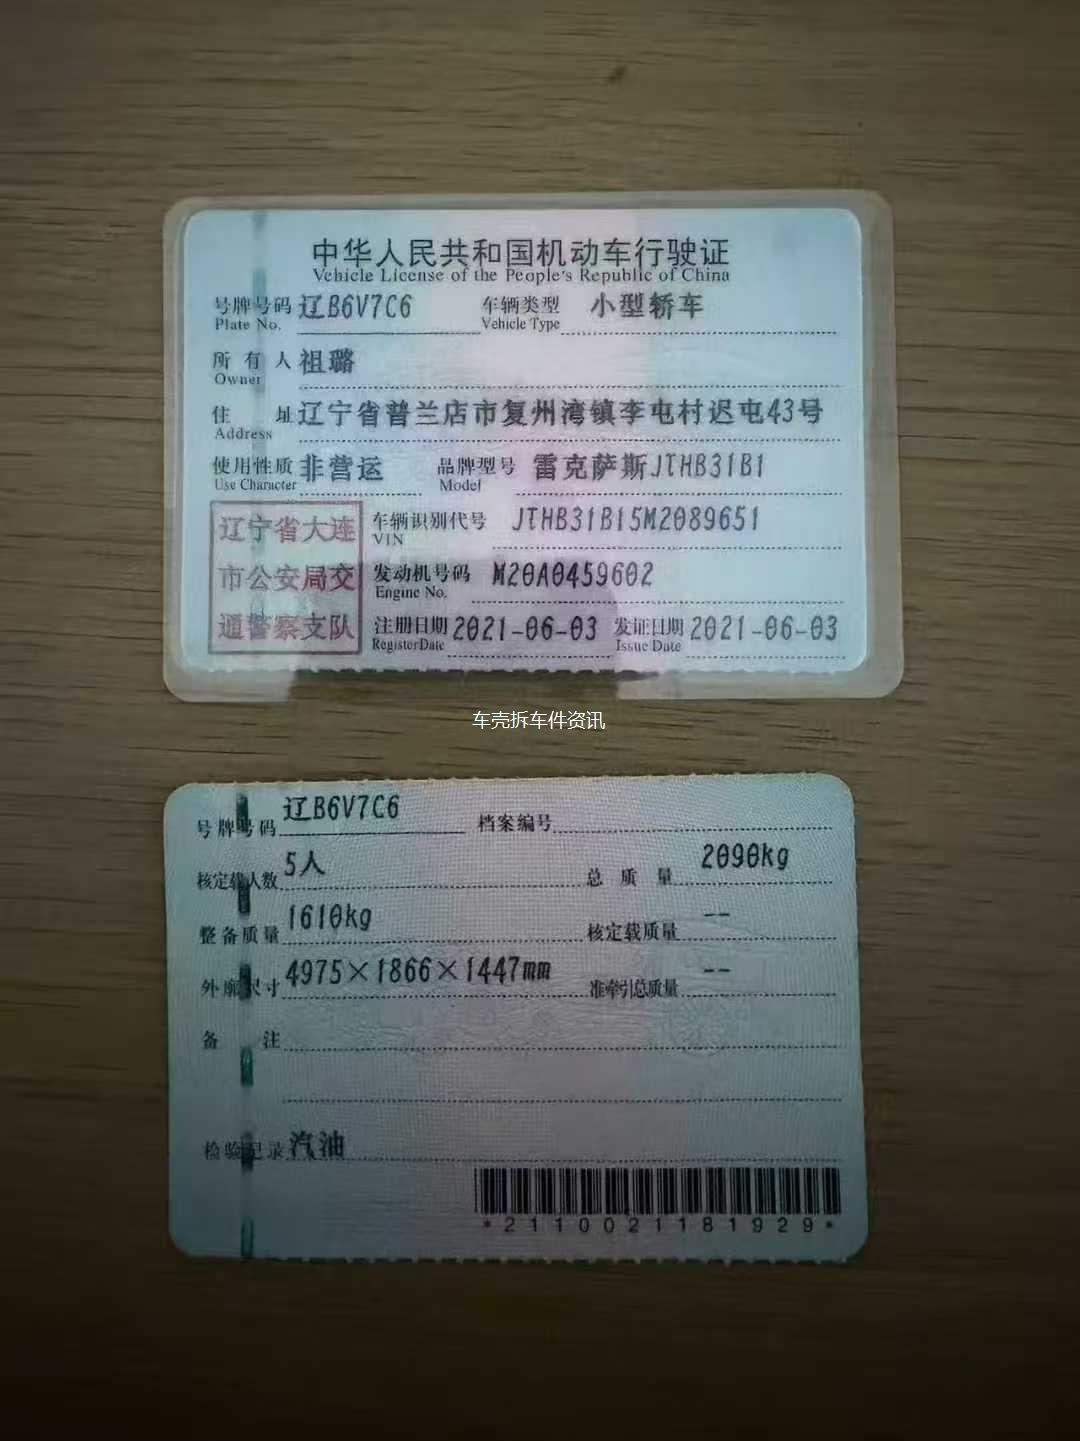 中华人民共和国机动车行驶证
Vehicle License of the People's Republic of China
号牌号码 辽B6V7C6 车辆类型 小型轿车
Plate No. Vehicle Type
所有人 祖璐
Owner
住址 辽宁省普兰店市复州湾镇李屯村迟屯43号
Address
使用性质 非营运 品牌型号 雷克萨斯JTHB31B1
Use Character Model
辽宁省大连
市公安局交
通警察支队
车辆识别代号 JTHB31B15M2089651
VIN
发动机号码 M20A0459602
Engine No.
注册日期 2021-06-03 发证日期 2021-06-03
Register Date Issue Date
车壳拆车件资讯
号牌号码 辽B6V7C6 档案编号
核定载人数 5人 总质量 2090kg
整备质量 1610kg 核定载质量 --
外廓尺寸 4975×1866×1447mm 准牵引总质量 --
备注
检验记录 汽油
*2110021181929*